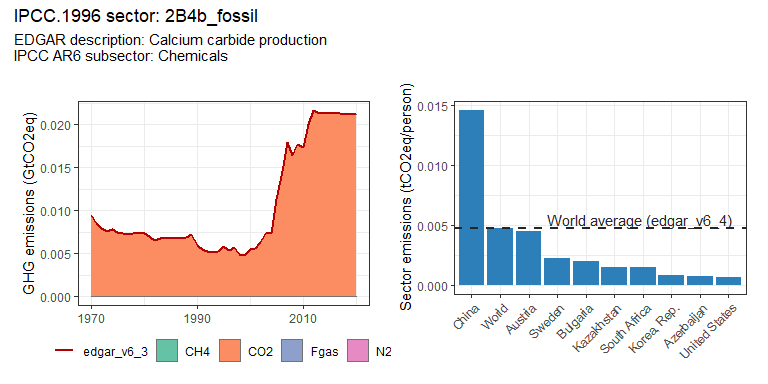 IPCC.1996 sector: 2B4b_fossil
EDGAR description: Calcium carbide production
IPCC AR6 subsector: Chemicals
GHG emissions (GtCO2eq)
0.020
0.015
0.010
0.005
0.000
1970
1990
2010
edgar_v6_3
CH4
CO2
Fgas
N2
Sector emissions (tCO2eq/person)
0.015
0.010
0.005
0.000
World average (edgar_v6_4)
China
World
Austria
Sweden
Bulgaria
Kazakhstan
South Africa
Korea, Rep.
Azerbaijan
United States